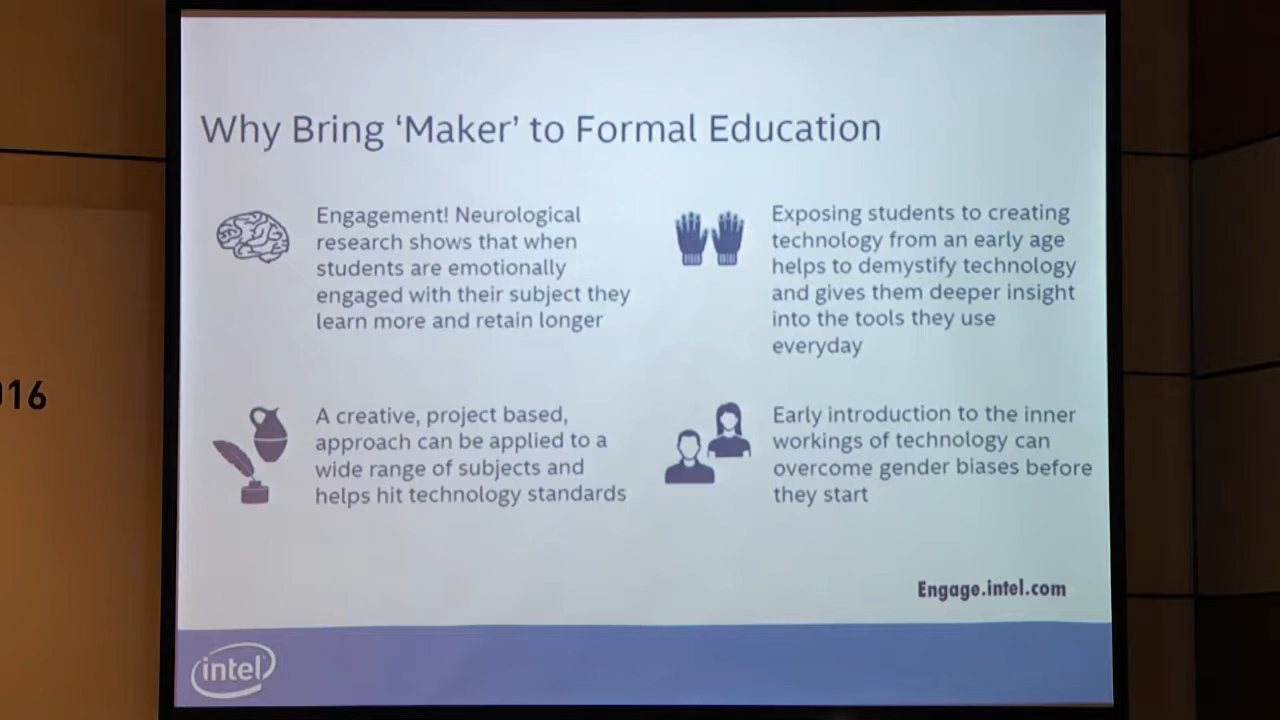 Why Bring ‘Maker’ to Formal Education
Engagement! Neurological
research shows that when
students are emotionally
engaged with their subject they
learn more and retain longer
Exposing students to creating
technology from an early age
helps to demystify technology
and gives them deeper insight
into the tools they use
everyday
A creative, project based,
approach can be applied to a
wide range of subjects and
helps hit technology standards
Early introduction to the inner
workings of technology can
overcome gender biases before
they start
Engage.intel.com
intel
16